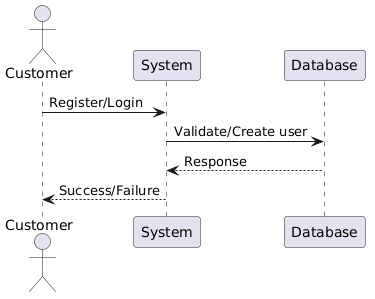 Customer
System
Database
Register/Login
Validate/Create user
Response
Success/Failure
Customer
System
Database